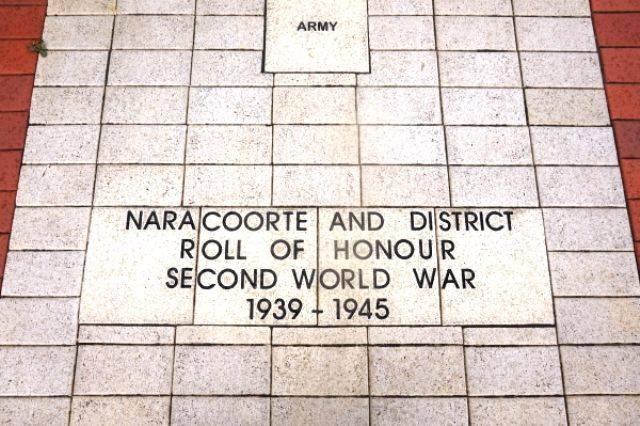 ARMY
NARACOORTE AND DISTRICT
ROLL OF HONOUR
SECOND WORLD WAR
1939 - 1945